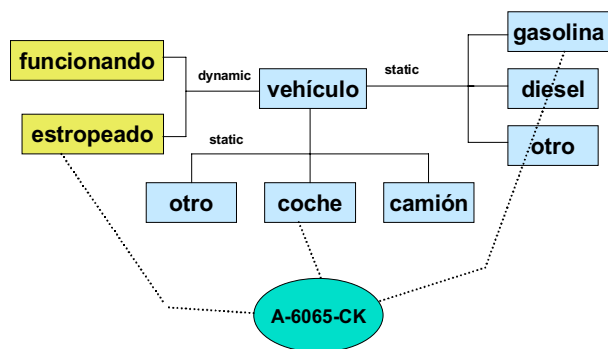 gasolina
funcionando
dynamic
vehículo
static
diesel
estropeado
static
otro
otro
coche
camión
A-6065-CK